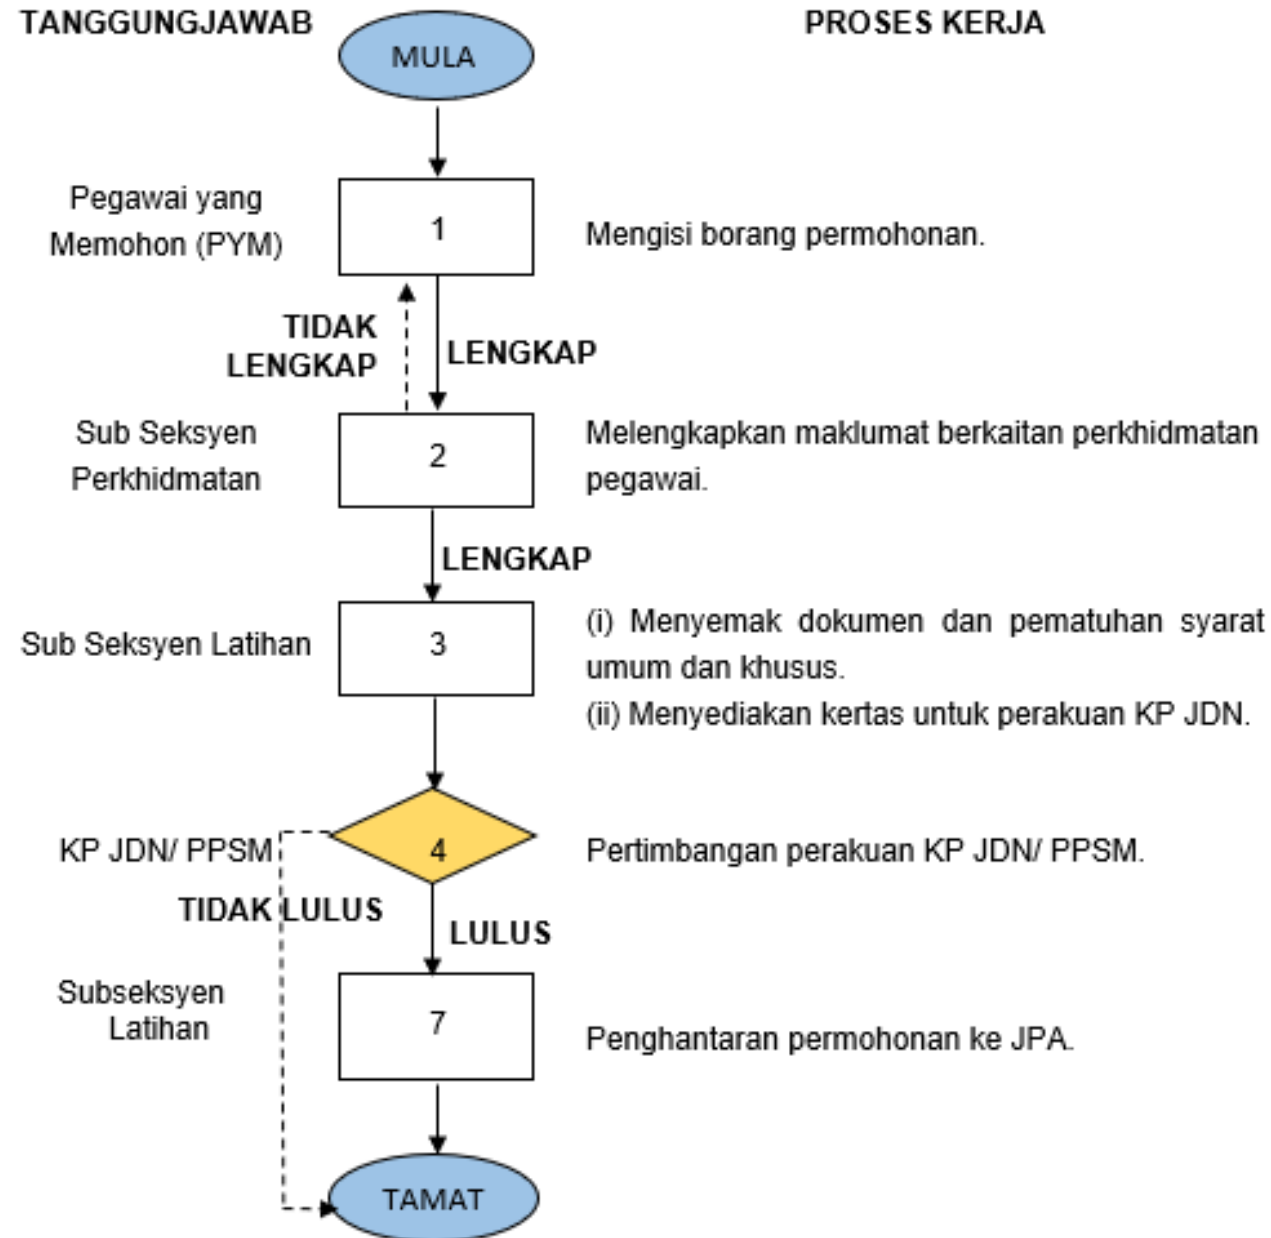 TANGGUNGJAWAB
PROSES KERJA
MULA
Pegawai yang
Memohon (PYM)
1
Mengisi borang permohonan.
TIDAK
LENGKAP
LENGKAP
Sub Seksyen
Perkhidmatan
2
Melengkapkan maklumat berkaitan perkhidmatan
pegawai.
LENGKAP
Sub Seksyen Latihan
3
(i) Menyemak dokumen dan pematuhan syarat
umum dan khusus.
(ii) Menyediakan kertas untuk perakuan KP JDN.
KP JDN/ PPSM
4
Pertimbangan perakuan KP JDN/ PPSM.
TIDAK LULUS
LULUS
Subseksyen
Latihan
7
Penghantaran permohonan ke JPA.
TAMAT